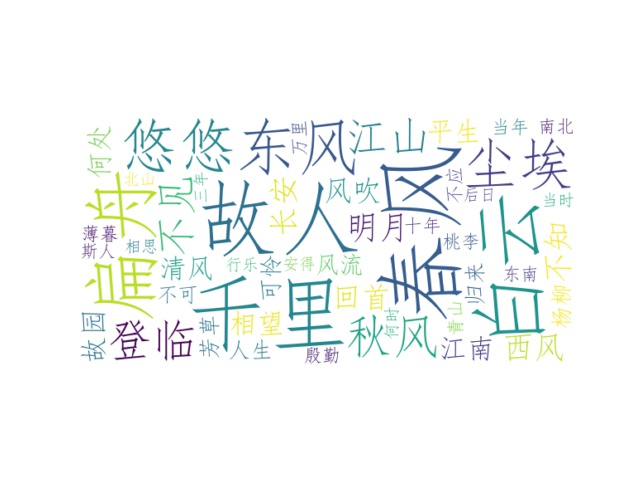 何处
悠悠
东风
万里
江山
平生
当年
南北
尘埃
北山
三年
扁舟
不见
故人
长安
风吹
春风
不应
后日
当时
薄暮
斯人
相思
明月
十年
桃李
白云
不知
清风
行乐
安得
风流
可怜
归来
东南
杨柳
不可
千里
回首
青山
故园
登临
芳草
相望
人生
殷勤
秋风
何时
江南
西风